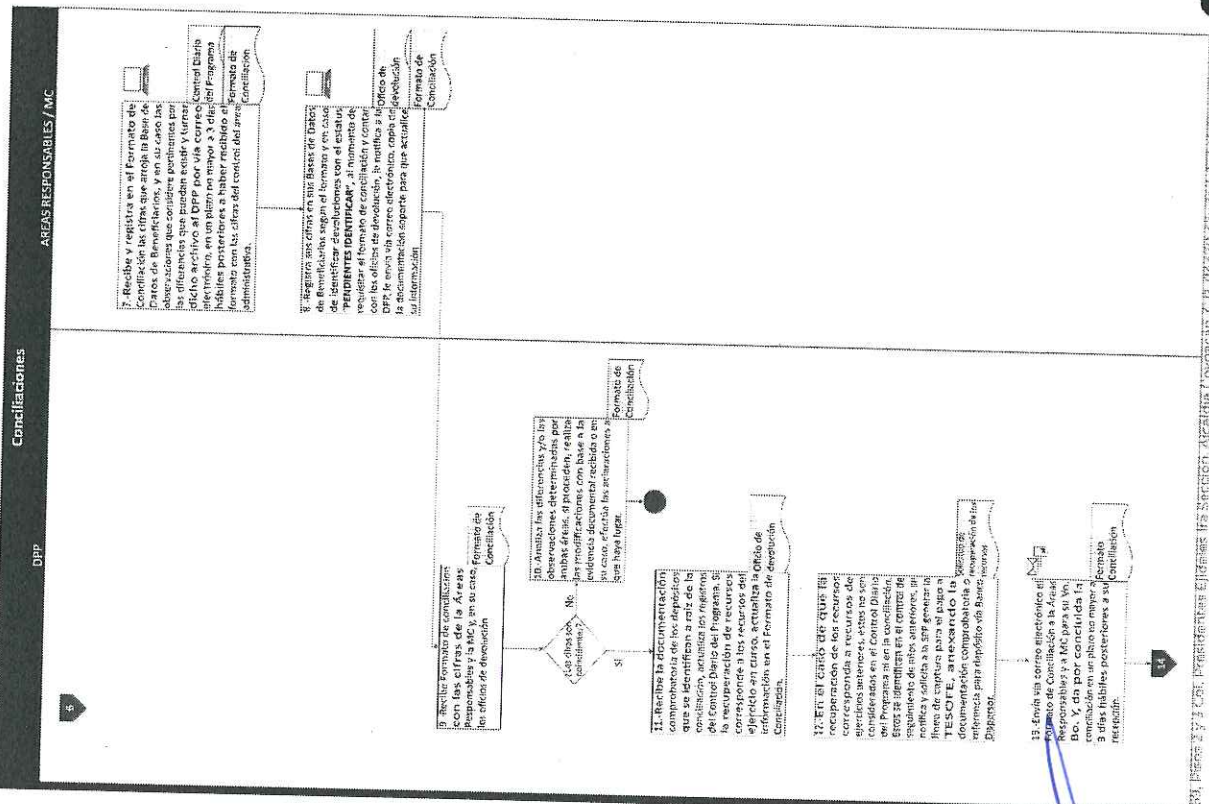 Conciliaciones
DPP
AREAS RESPONSABLES / MC
6
7.-Recibe y registra en el Formato de
Conciliación las cifras que arroja la Base de
Datos de Beneficiarios, y en su caso las
observaciones que considere pertinentes por
las diferencias que puedan existir y turnar
dicho archivo al DPP por vía correo
electrónico, en un plazo no mayor a 3 días
hábiles posteriores a haber recibido el
formato con las cifras del control del área
administrativa.
Control Diario
del Programa
Formato de
Conciliación
8.-Registra sus cifras en sus Bases de Datos
de Beneficiarios según el formato y en caso
de identificar devoluciones con el estatus
"PENDIENTES IDENTIFICAR", al momento de
requisitar el formato de conciliación y contar
con los oficios de devolución, le notifica a la
DPP, le envía vía correo electrónico, copia de
la documentación soporte para que actualice
su información
Oficio de
devolución
Formato de
Conciliación
9.-Recibe Formato de conciliación
con las cifras de la Áreas
Responsables y la MC y, en su caso,
los oficios de devolución
Formato de
Conciliación
¿Las cifras son
coincidentes?
No
Si
10.-Analiza las diferencias y/o las
observaciones determinadas por
ambas áreas, si proceden, realiza
las modificaciones con base a la
evidencia documental recibida o en
su caso, efectúa las aclaraciones a
que haya lugar.
Formato de
Conciliación
11.-Recibe la documentación
comprobatoria de los depósitos
que se identifican a raíz de la
conciliación, actualiza los registros
del Control Diario del Programa. Si
la recuperación de recursos
corresponde a los recursos del
ejercicio en curso, actualiza la
información en el Formato de
Conciliación.
Oficio de
devolución
12.-En el caso de que la
recuperación de los recursos
corresponda a recursos de
ejercicios anteriores, estos no son
considerados en el Control Diario
del Programa ni en la conciliación.
Estos se identifican en el control de
seguimiento de años anteriores, se
notifica y solicita a la SPP generar la
línea de captura para el pago a
TESOFE, anexando la
documentación comprobatoria o
referencia para depósito vía Banco
Dispersor.
Solicitud de
recuperación de los
recursos
13.-Envía vía correo electrónico el
Formato de Conciliación a la Áreas
Responsables y a MC para su Vo.
Bo. Y, da por concluida la
conciliación en un plazo no mayor a
3 días hábiles posteriores a su
recepción.
Formato
Conciliación
14